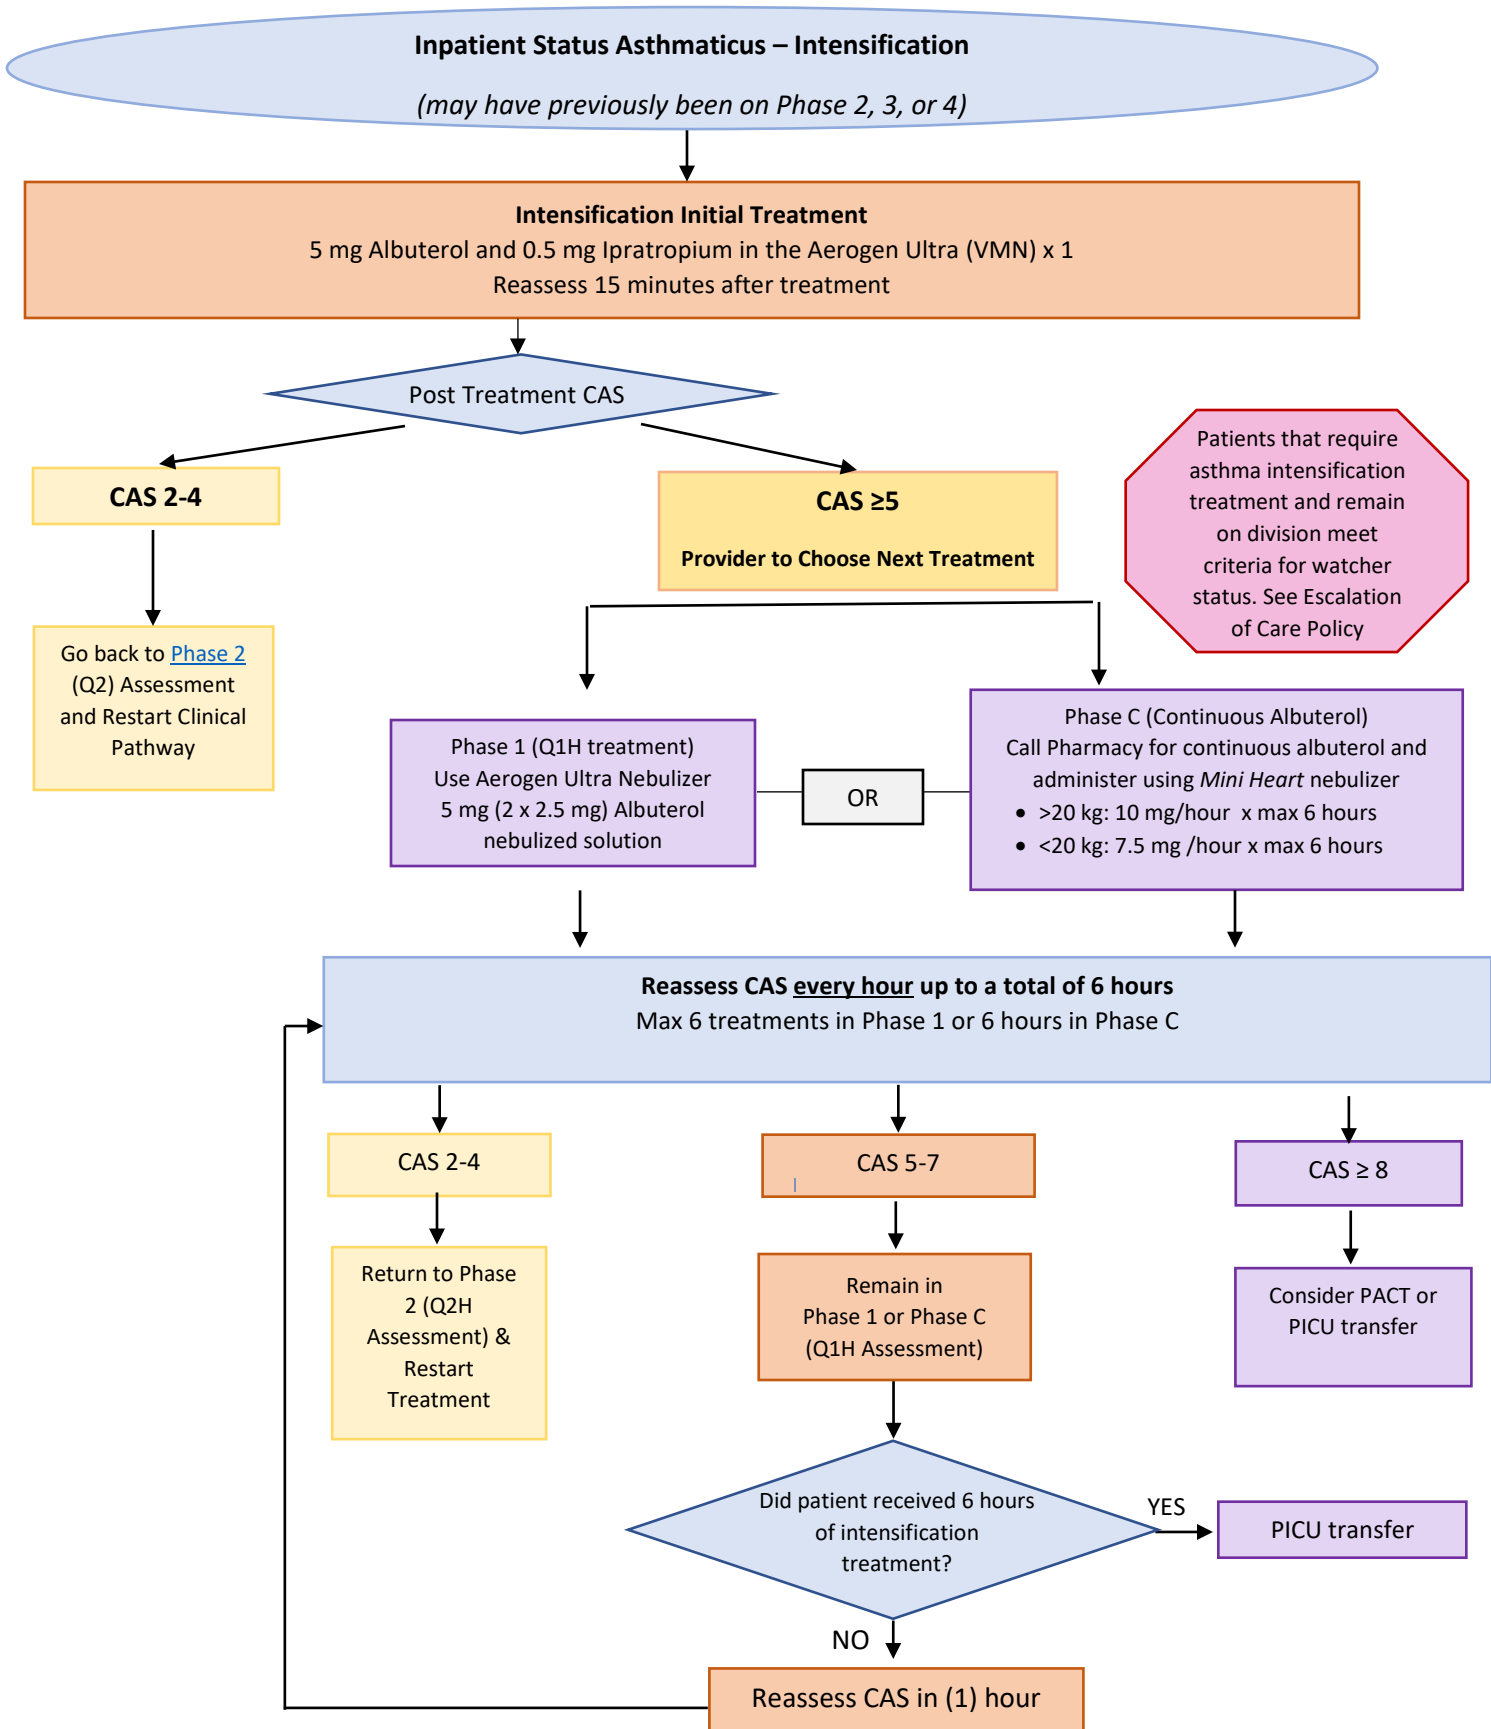 Inpatient Status Asthmaticus – Intensification
(may have previously been on Phase 2, 3, or 4)
Intensification Initial Treatment
5 mg Albuterol and 0.5 mg Ipratropium in the Aerogen Ultra (VMN) x 1
Reassess 15 minutes after treatment
Post Treatment CAS
CAS 2-4
Go back to Phase 2
(Q2) Assessment
and Restart Clinical
Pathway
CAS ≥5
Provider to Choose Next Treatment
Patients that require
asthma intensification
treatment and remain
on division meet
criteria for watcher
status. See Escalation
of Care Policy
Phase 1 (Q1H treatment)
Use Aerogen Ultra Nebulizer
5 mg (2 x 2.5 mg) Albuterol
nebulized solution
OR
Phase C (Continuous Albuterol)
Call Pharmacy for continuous albuterol and
administer using Mini Heart nebulizer
• >20 kg: 10 mg/hour x max 6 hours
• <20 kg: 7.5 mg /hour x max 6 hours
Reassess CAS every hour up to a total of 6 hours
Max 6 treatments in Phase 1 or 6 hours in Phase C
CAS 2-4
Return to Phase
2 (Q2H
Assessment) &
Restart
Treatment
CAS 5-7
Remain in
Phase 1 or Phase C
(Q1H Assessment)
CAS ≥ 8
Consider PACT or
PICU transfer
Did patient received 6 hours
of intensification
treatment?
YES
PICU transfer
NO
Reassess CAS in (1) hour